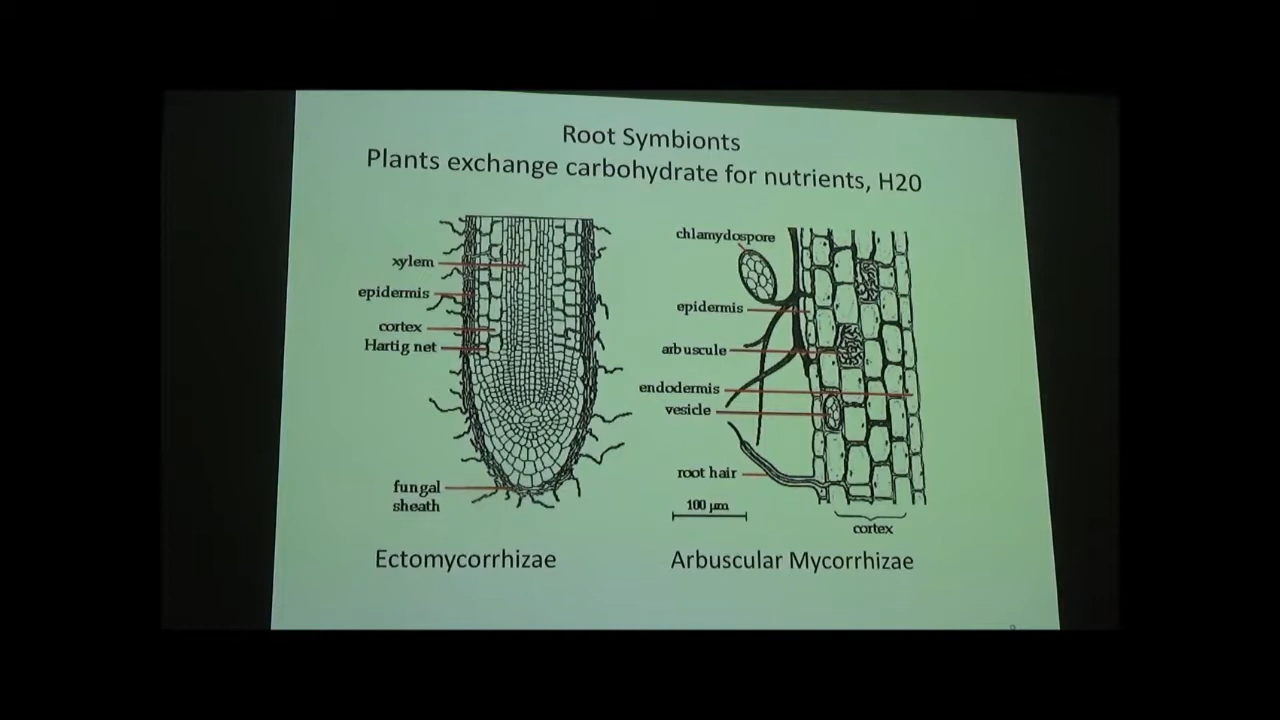 Root Symbionts
Plants exchange carbohydrate for nutrients, H20
xylem
epidermis
cortex
Hartig net
fungal
sheath
Ectomycorrhizae
chlamydospore
epidermis
arbuscule
endodermis
vesicle
root hair
100 µm
cortex
Arbuscular Mycorrhizae